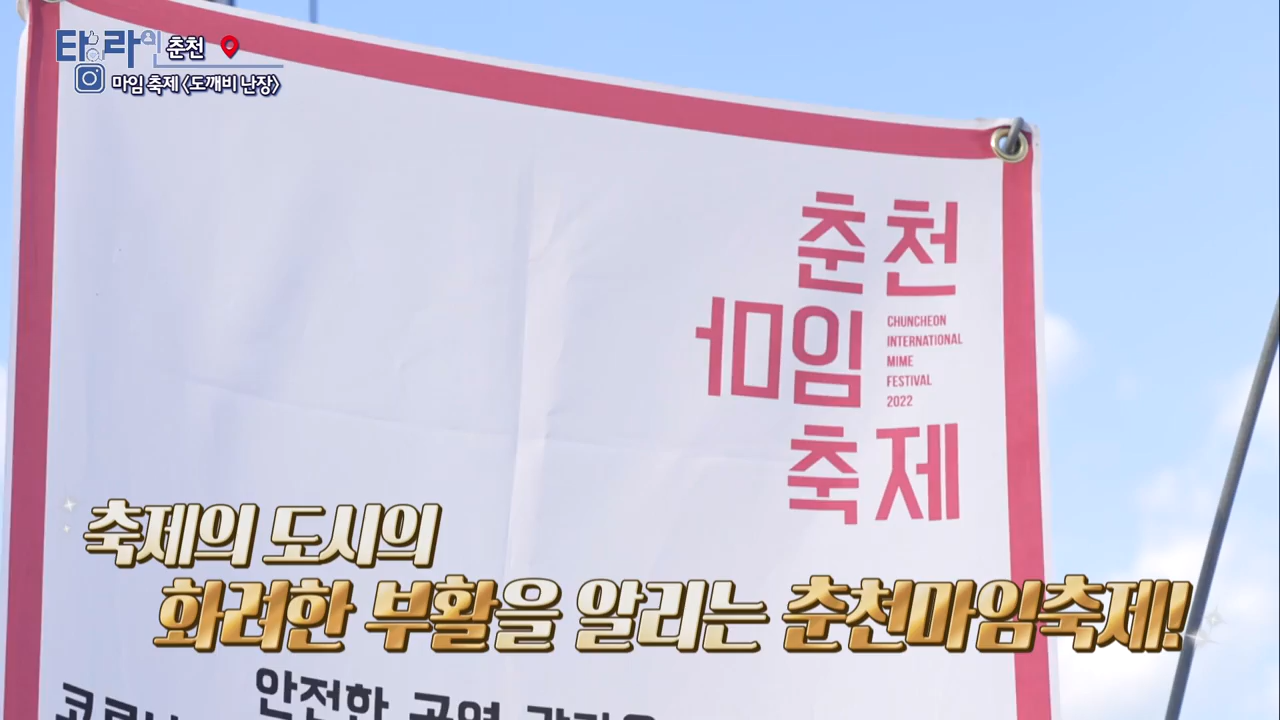 타임라인 춘천
마임 축제 <도깨비 난장>
춘천
마임
축제
CHUNCHEON
INTERNATIONAL
MIME
FESTIVAL
2022
축제의 도시의
화려한 부활을 알리는 춘천마임축제!
안전한 공연